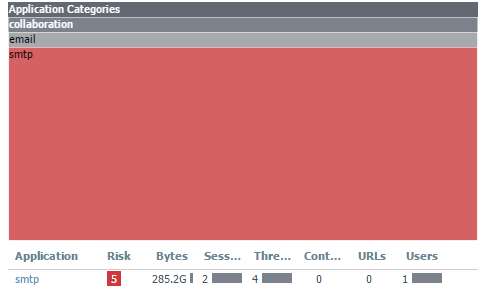 Application Categories
collaboration
email
smtp
Application Risk Bytes Sess... Thre... Cont... URLs Users
smtp 5 285.2G 2 4 0 0 1